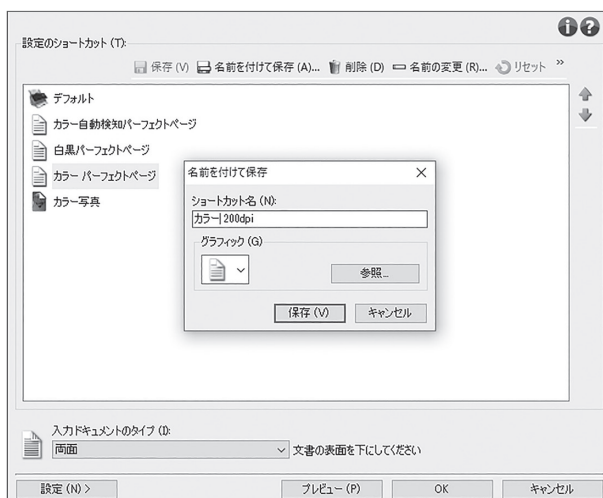 設定のショートカット (T):
保存 (V) 名前を付けて保存 (A)... 削除 (D) 名前の変更 (R)... リセット »
デフォルト
カラー自動検知パーフェクトページ
白黒パーフェクトページ
カラー パーフェクトページ
カラー写真
名前を付けて保存
ショートカット名 (N):
カラー 200dpi
グラフィック (G)
参照...
保存 (V) キャンセル
入力ドキュメントのタイプ (I):
両面 文書の表面を下にしてください
設定 (N) > プレビュー (P) OK キャンセル